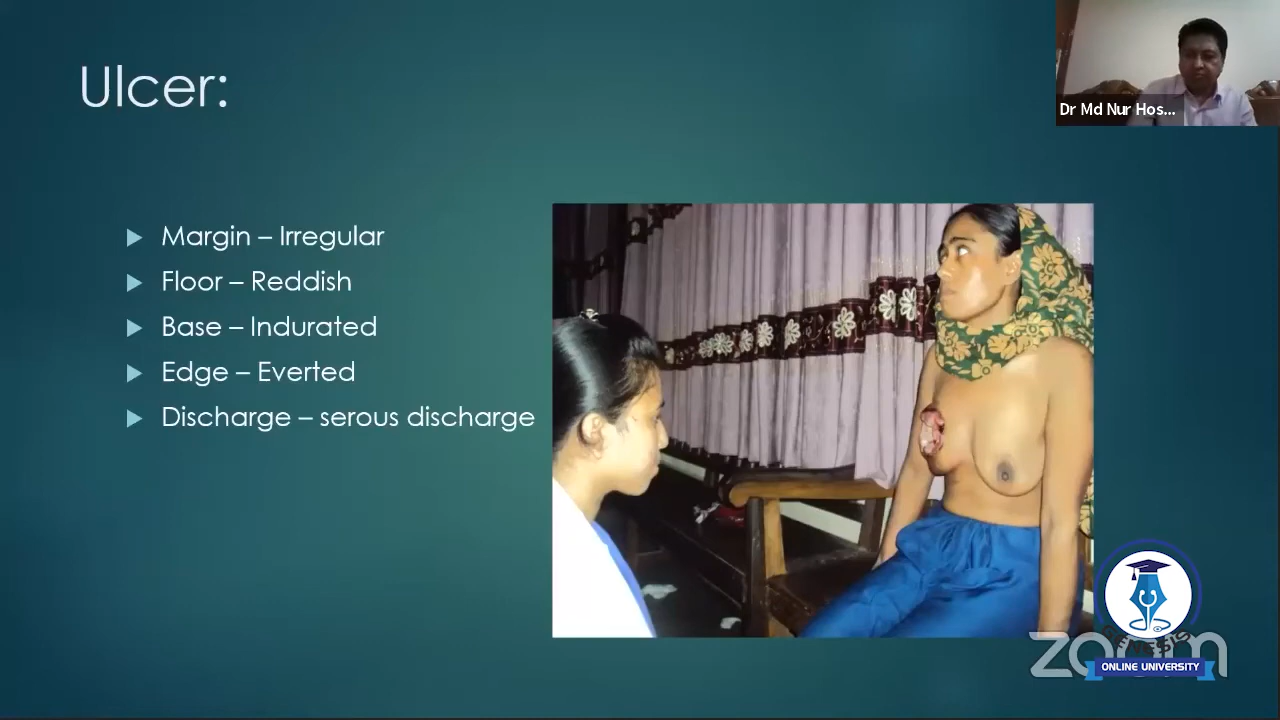 Ulcer:
Dr Md Nur Hos...
Margin – Irregular
Floor – Reddish
Base – Indurated
Edge – Everted
Discharge – serous discharge
zoom
GENESIS
ONLINE UNIVERSITY